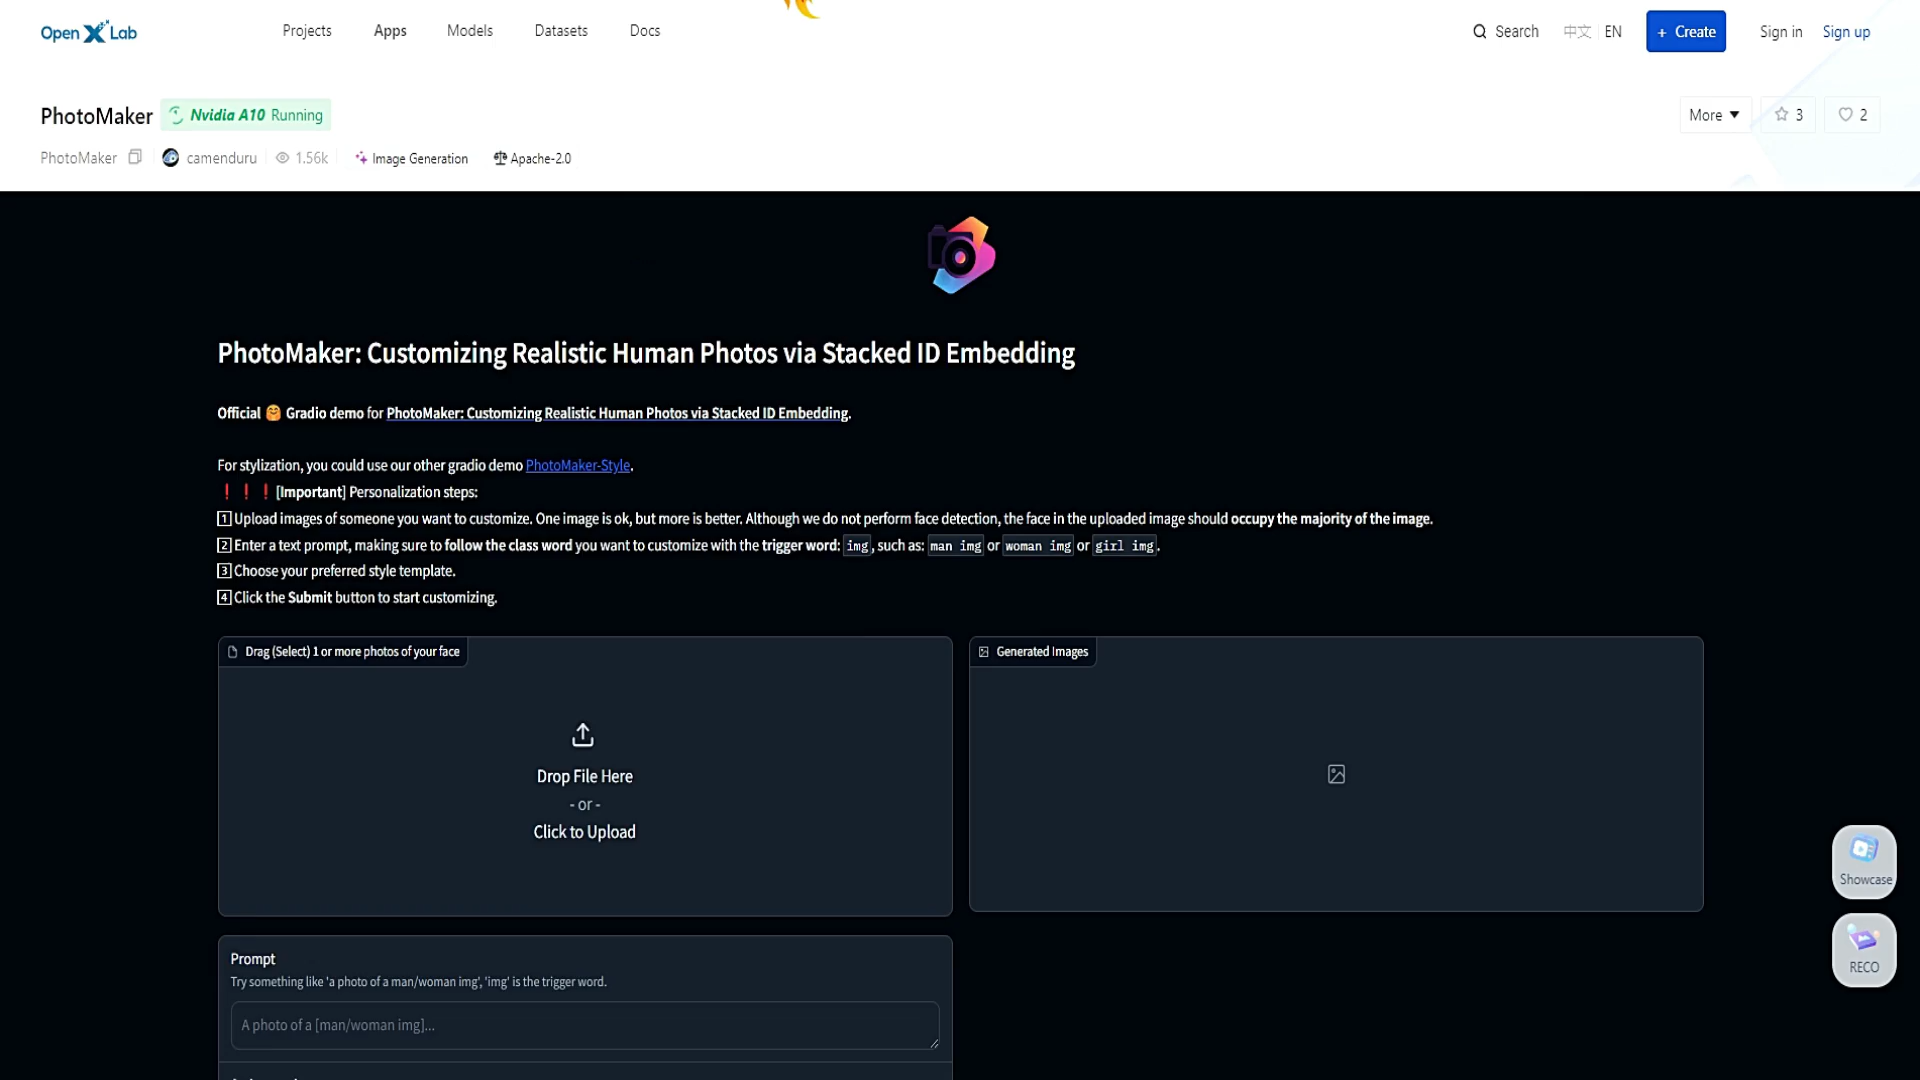 Open X Lab Projects Apps Models Datasets Docs Search 中文 EN + Create Sign in Sign up
PhotoMaker Nvidia A10 Running More 3 2
PhotoMaker camenduru 1.56k Image Generation Apache-2.0
PhotoMaker: Customizing Realistic Human Photos via Stacked ID Embedding
Official 🤗 Gradio demo for PhotoMaker: Customizing Realistic Human Photos via Stacked ID Embedding.
For stylization, you could use our other gradio demo PhotoMaker-Style.
❗❗❗[Important] Personalization steps:
1️⃣ Upload images of someone you want to customize. One image is ok, but more is better. Although we do not perform face detection, the face in the uploaded image should occupy the majority of the image.
2️⃣ Enter a text prompt, making sure to follow the class word you want to customize with the trigger word: img, such as: man img or woman img or girl img.
3️⃣ Choose your preferred style template.
4️⃣ Click the Submit button to start customizing.
Drag (Select) 1 or more photos of your face
Generated Images
Drop File Here
- or -
Click to Upload
Showcase
RECO
Prompt
Try something like 'a photo of a man/woman img', 'img' is the trigger word.
A photo of a [man/woman img]...